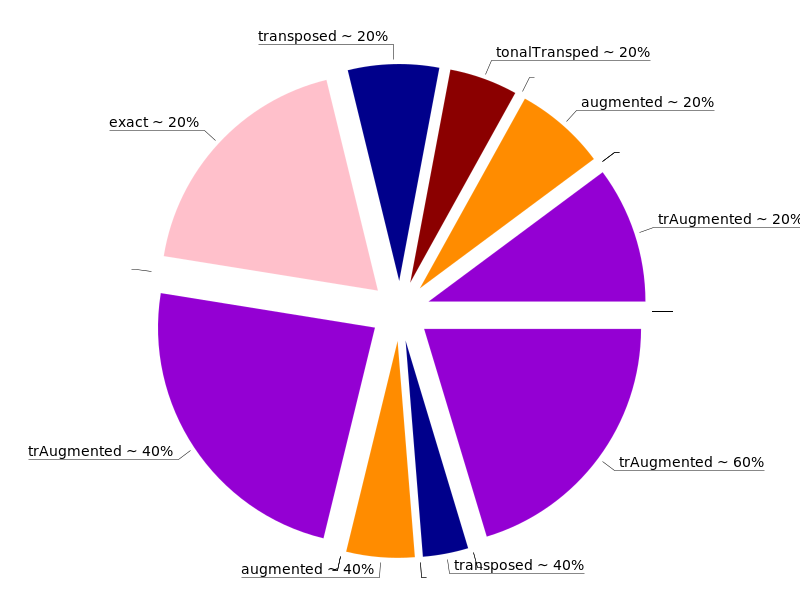 transposed ~ 20%
tonalTransped ~ 20%
augmented ~ 20%
exact ~ 20%
trAugmented ~ 20%
trAugmented ~ 40%
trAugmented ~ 60%
transposed ~ 40%
augmented ~ 40%